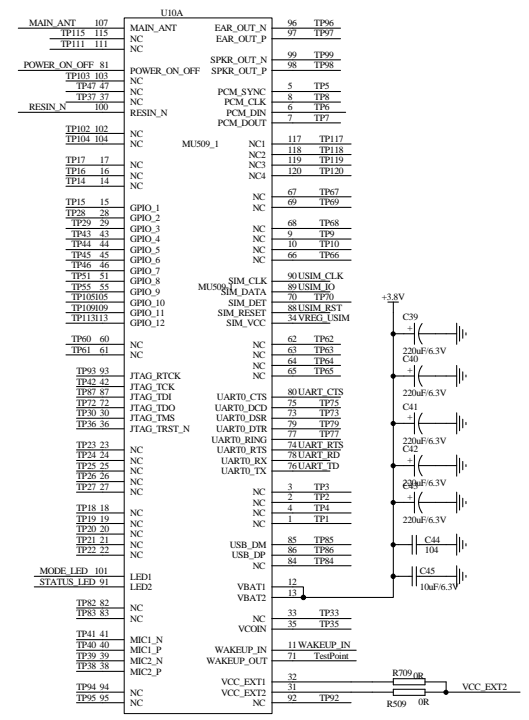 U10A
MAIN_ANT 107 MAIN_ANT EAR_OUT_N 96 TP96
TP115 115 NC EAR_OUT_P 97 TP97
TP111 111 NC
SPKR_OUT_N 99 TP99
POWER_ON_OFF 81 POWER_ON_OFF SPKR_OUT_P 98 TP98
TP103 103 NC
TP47 47 NC PCM_SYNC 5 TP5
TP37 37 NC PCM_CLK 8 TP8
RESIN_N 100 RESIN_N PCM_DIN 6 TP6
PCM_DOUT 7 TP7
TP102 102 NC
TP104 104 NC MU509_1 NC1 117 TP117
NC2 118 TP118
TP17 17 NC NC3 119 TP119
TP16 16 NC NC4 120 TP120
TP14 14 NC
NC 67 TP67
TP15 15 GPIO_1 NC 69 TP69
TP28 28 GPIO_2
TP29 29 GPIO_3 NC 68 TP68
TP43 43 GPIO_4 NC 9 TP9
TP44 44 GPIO_5 NC 10 TP10
TP45 45 GPIO_6 NC 66 TP66
TP46 46 GPIO_7
TP51 51 GPIO_8 SIM_CLK 90 USIM_CLK
TP55 55 GPIO_9 MU509_1 SIM_DATA 89 USIM_IO
TP105 105 GPIO_10 SIM_DET 70 TP70
TP109 109 GPIO_11 SIM_RESET 88 USIM_RST
TP113 113 GPIO_12 SIM_VCC 34 VREG_USIM
+3.8V
C39
220uF/6.3V
TP60 60 NC NC 62 TP62
TP61 61 NC NC 63 TP63
NC 64 TP64
TP93 93 JTAG_RTCK NC 65 TP65
C40
220uF/6.3V
TP42 42 JTAG_TCK
TP87 87 JTAG_TDI UART0_CTS 80 UART_CTS
TP72 72 JTAG_TDO UART0_DCD 75 TP75
TP30 30 JTAG_TMS UART0_DSR 73 TP73
TP36 36 JTAG_TRST_N UART0_DTR 79 TP79
UART0_RING 77 TP77
C41
220uF/6.3V
TP23 23 NC UART0_RTS 74 UART_RTS
TP24 24 NC UART0_RX 78 UART_RD
TP25 25 NC UART0_TX 76 UART_TD
C42
220uF/6.3V
TP26 26 NC
TP27 27 NC NC 3 TP3
NC 2 TP2
C43
220uF/6.3V
TP18 18 NC NC 4 TP4
TP19 19 NC NC 1 TP1
TP20 20 NC
TP21 21 NC USB_DM 85 TP85
TP22 22 NC USB_DP 86 TP86
NC 84 TP84
C44
104
MODE_LED 101 LED1
STATUS_LED 91 LED2 VBAT1 12
VBAT2 13
C45
10uF/6.3V
TP82 82 NC
TP83 83 NC NC 33 TP33
VCOIN 35 TP35
TP41 41 MIC1_N
TP40 40 MIC1_P WAKEUP_IN 11 WAKEUP_IN
TP39 39 MIC2_N WAKEUP_OUT 71 TestPoint
TP38 38 MIC2_P
VCC_EXT1 32 R709 0R
TP94 94 NC VCC_EXT2 31 R509 0R VCC_EXT2
TP95 95 NC NC 92 TP92